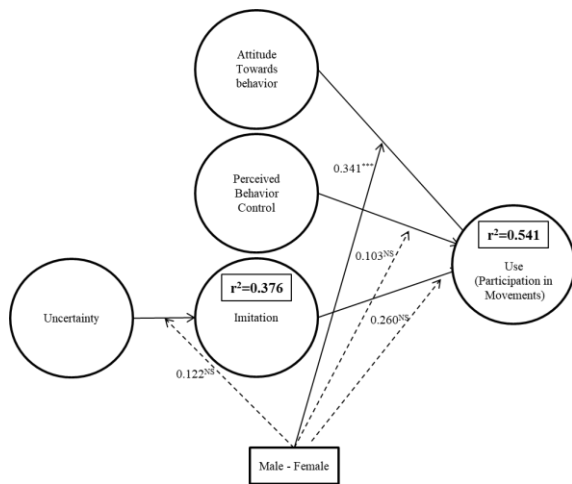 Attitude
Towards
behavior
0.341***
Perceived
Behavior
Control
r²=0.541
0.103NS
Use
(Participation in
Movements)
r²=0.376
Uncertainty
Imitation
0.260NS
0.122NS
Male - Female